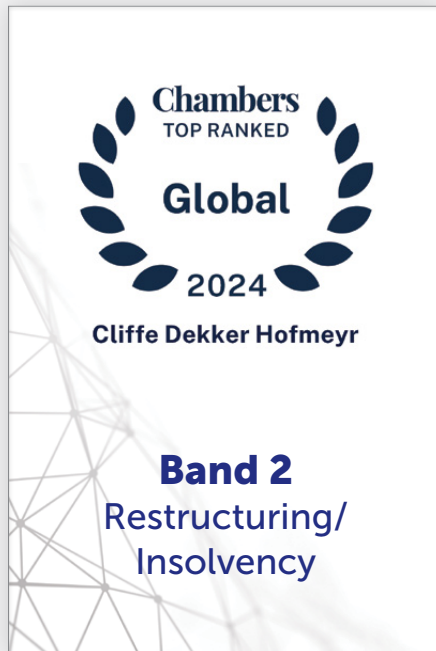 Chambers
TOP RANKED
Global
2024
Cliffe Dekker Hofmeyr
Band 2
Restructuring/
Insolvency